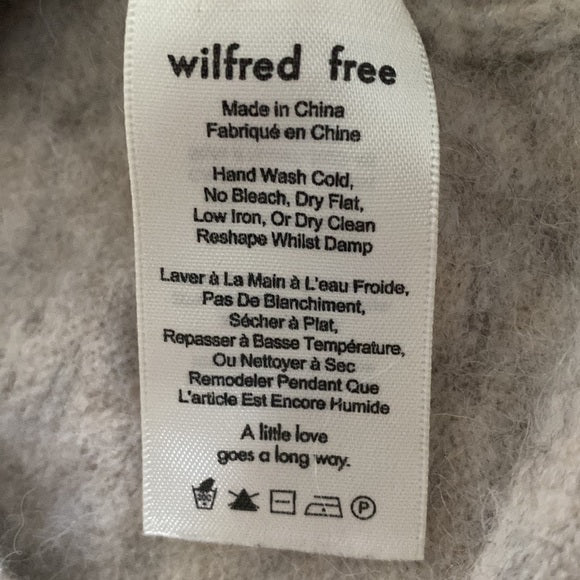 wilfred free
Made in China
Fabriqué en Chine
Hand Wash Cold,
No Bleach, Dry Flat,
Low Iron, Or Dry Clean
Reshape Whilst Damp
Laver à La Main à L'eau Froide,
Pas De Blanchiment,
Sécher à Plat,
Repasser à Basse Température,
Ou Nettoyer à Sec
Remodeler Pendant Que
L'article Est Encore Humide
A little love
goes a long way.
P